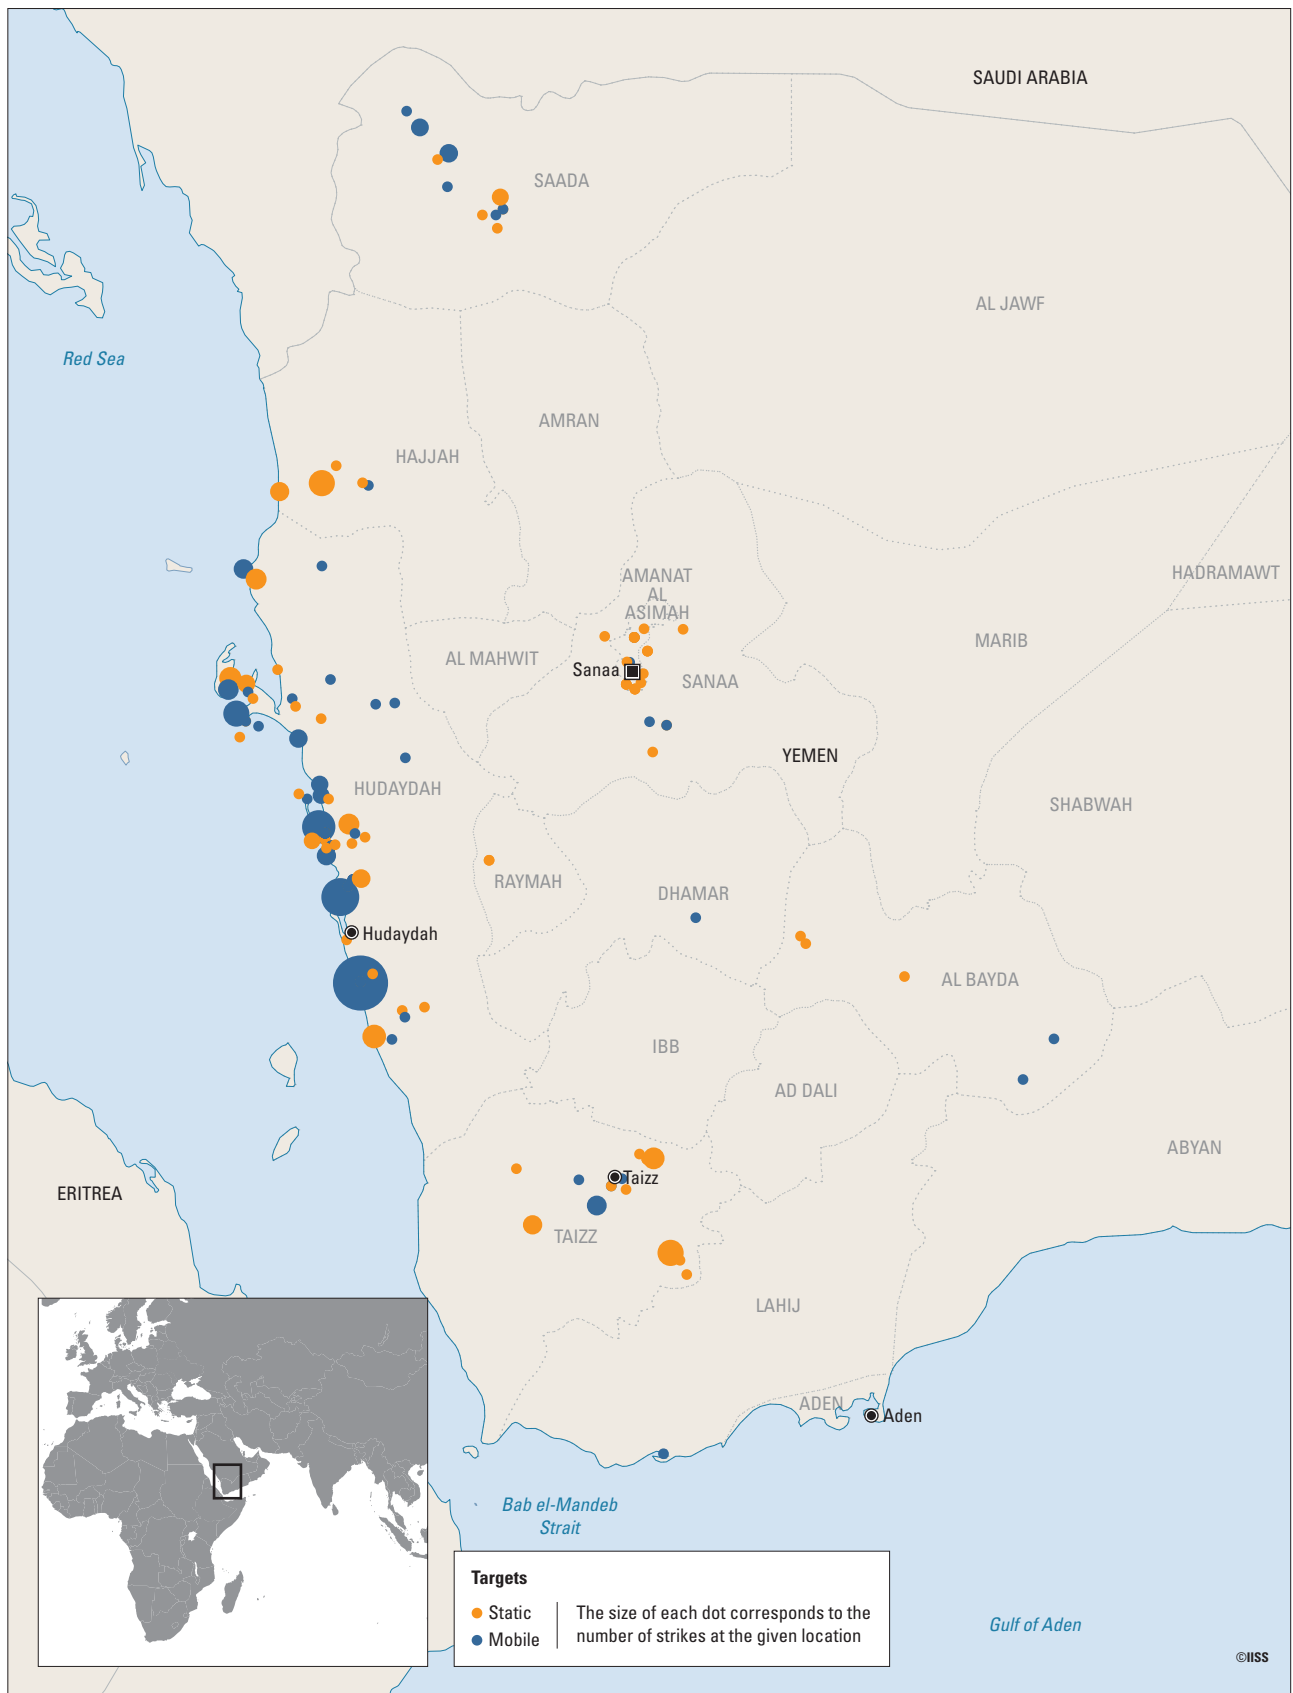 SAUDI ARABIA
SAADA
AL JAWF
Red Sea
AMRAN
HAJJAH
AMANAT
AL
ASIMAH
HADRAMAWT
MARIB
AL MAHWIT
Sanaa
SANAA
YEMEN
HUDAYDAH
SHABWAH
RAYMAH
DHAMAR
Hudaydah
AL BAYDA
IBB
AD DALI
ABYAN
Taizz
ERITREA
TAIZZ
LAHIJ
ADEN
Aden
Bab el-Mandeb
Strait
Targets
Static
Mobile
The size of each dot corresponds to the
number of strikes at the given location
Gulf of Aden
©IISS